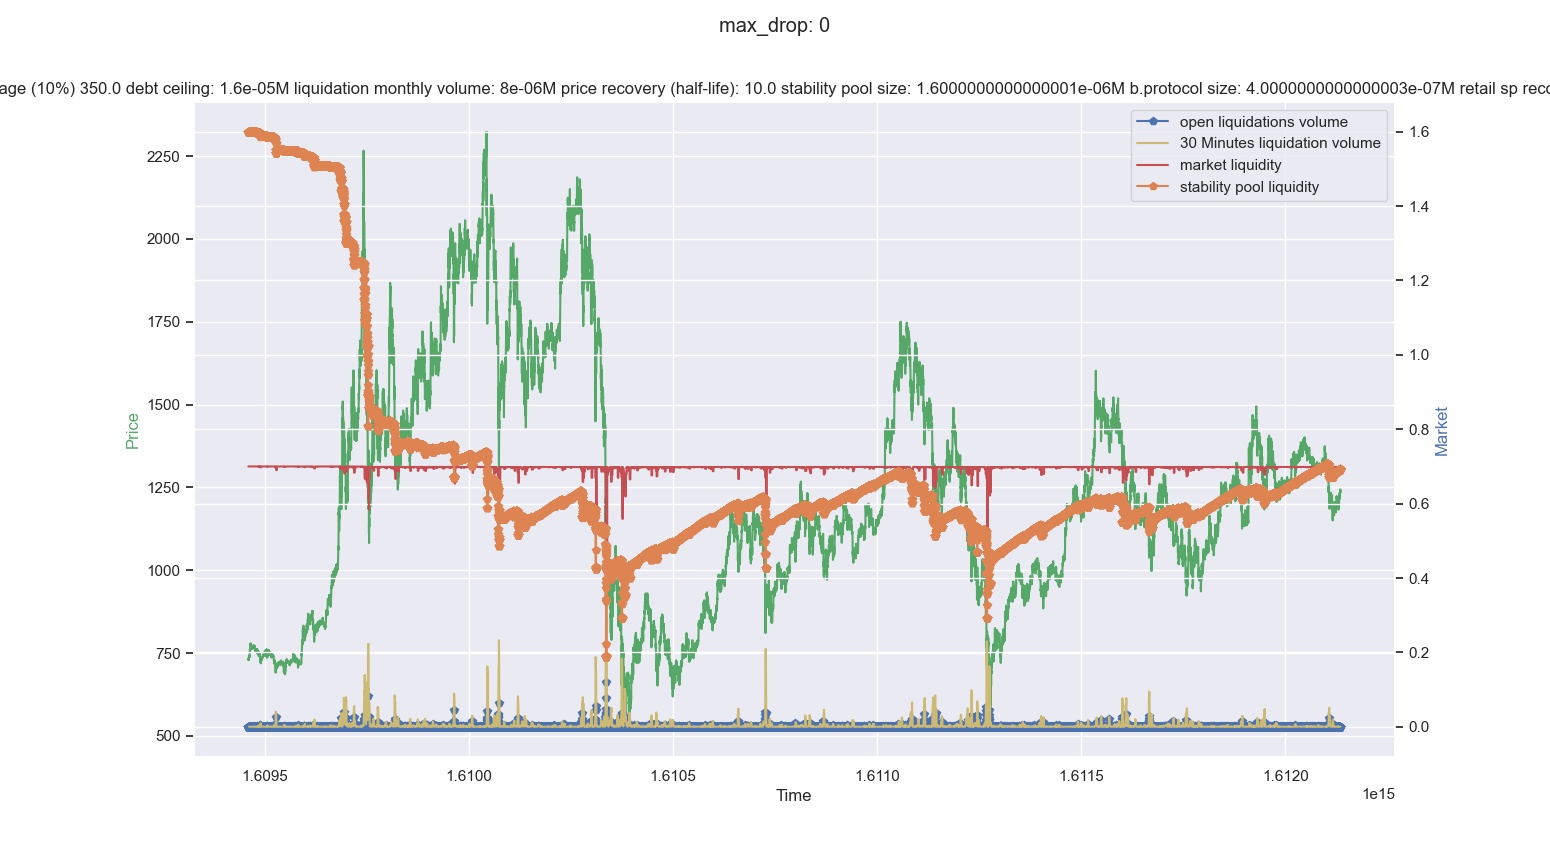 max_drop: 0
age (10%) 350.0 debt ceiling: 1.6e-05M liquidation monthly volume: 8e-06M price recovery (half-life): 10.0 stability pool size: 1.6000000000000001e-06M b.protocol size: 4.0000000000000003e-07M retail sp reco
open liquidations volume
30 Minutes liquidation volume
market liquidity
stability pool liquidity
2250
2000
1750
1500
1250
1000
750
500
Price
1.6
1.4
1.2
1.0
0.8
0.6
0.4
0.2
0.0
Market
1.6095
1.6100
1.6105
1.6110
1.6115
1.6120
Time
1e15